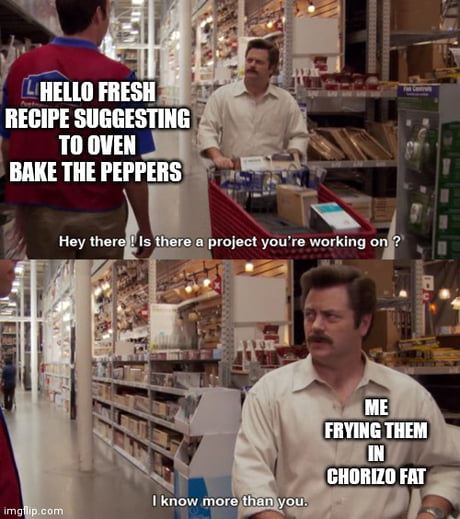 HELLO FRESH
RECIPE SUGGESTING
TO OVEN
BAKE THE PEPPERS
Hey there ! Is there a project you're working on ?
ME
FRYING THEM
IN
CHORIZO FAT
I know more than you.
imgflip.com